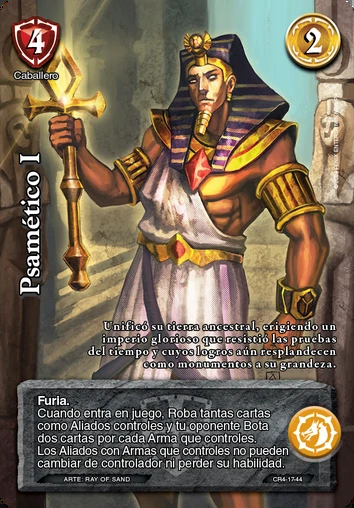 4
2
Caballero
Psamético I
Unificó su tierra ancestral, erigiendo un
imperio glorioso que resistió las pruebas
del tiempo y cuyos logros aún resplandecen
como monumentos a su grandeza.
Furia.
Cuando entra en juego, Roba tantas cartas
como Aliados controles y tu oponente Bota
dos cartas por cada Arma que controles.
Los Aliados con Armas que controles no pueden
cambiar de controlador ni perder su habilidad.
ARTE: RAY OF SAND
CR4-17-44